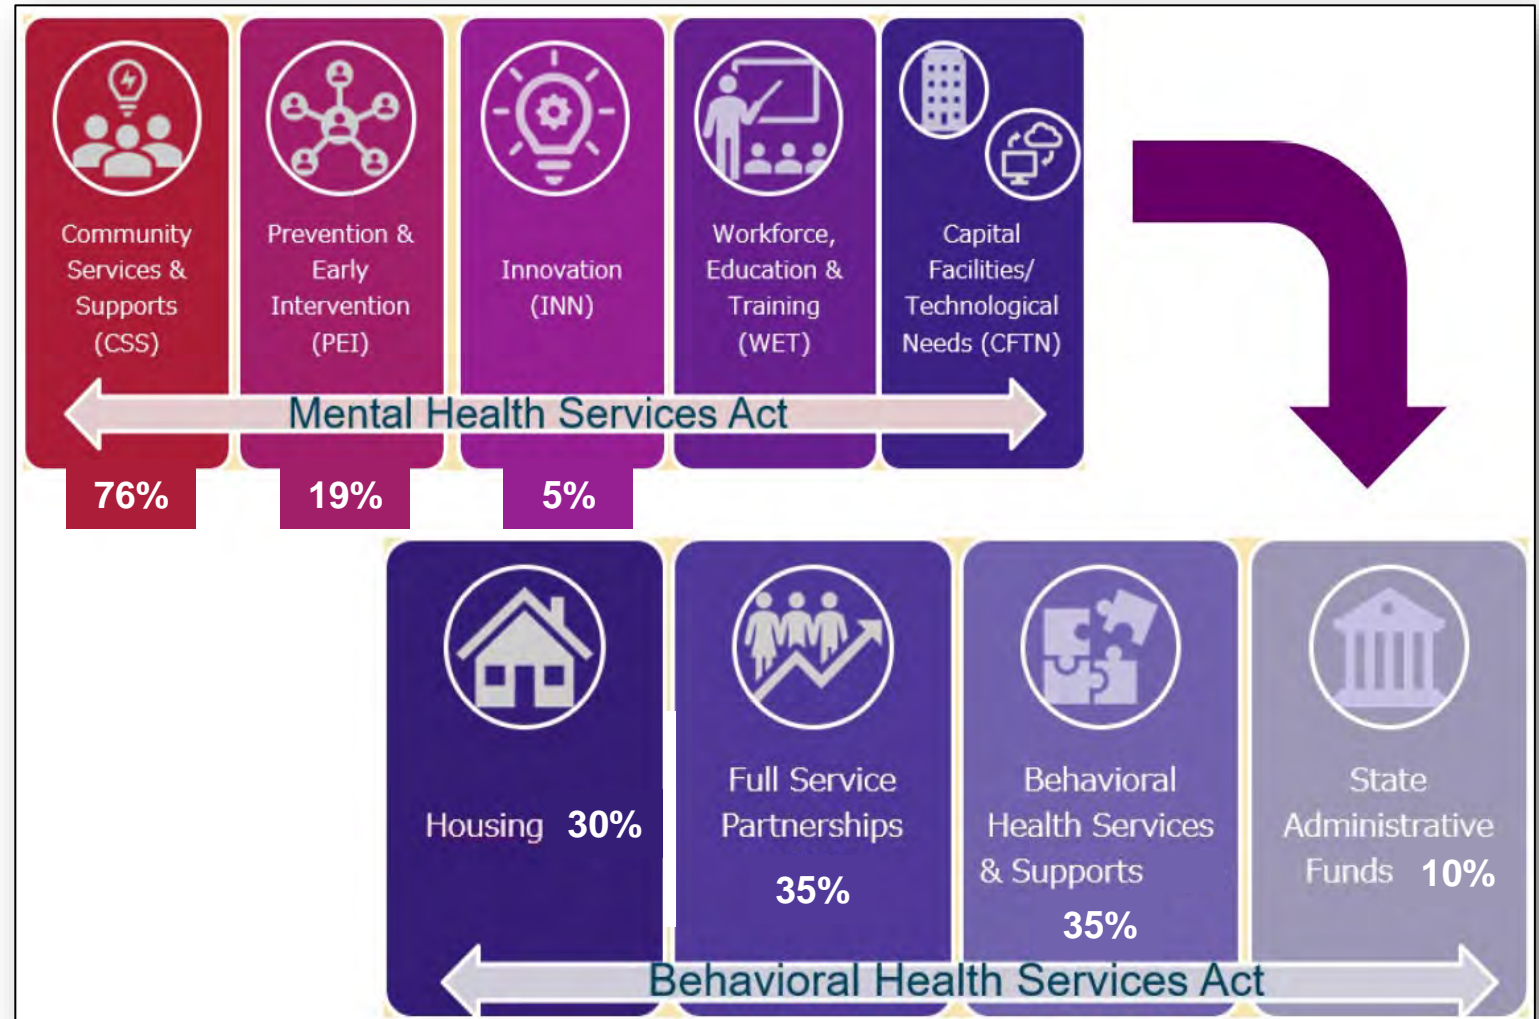 Community
Services &
Supports
(CSS)
Prevention &
Early
Intervention
(PEI)
Innovation
(INN)
Workforce,
Education &
Training
(WET)
Capital
Facilities/
Technological
Needs (CFTN)
Mental Health Services Act
76%
19%
5%
Housing 30%
Full Service
Partnerships
35%
Behavioral
Health Services
& Supports
35%
State
Administrative
Funds 10%
Behavioral Health Services Act